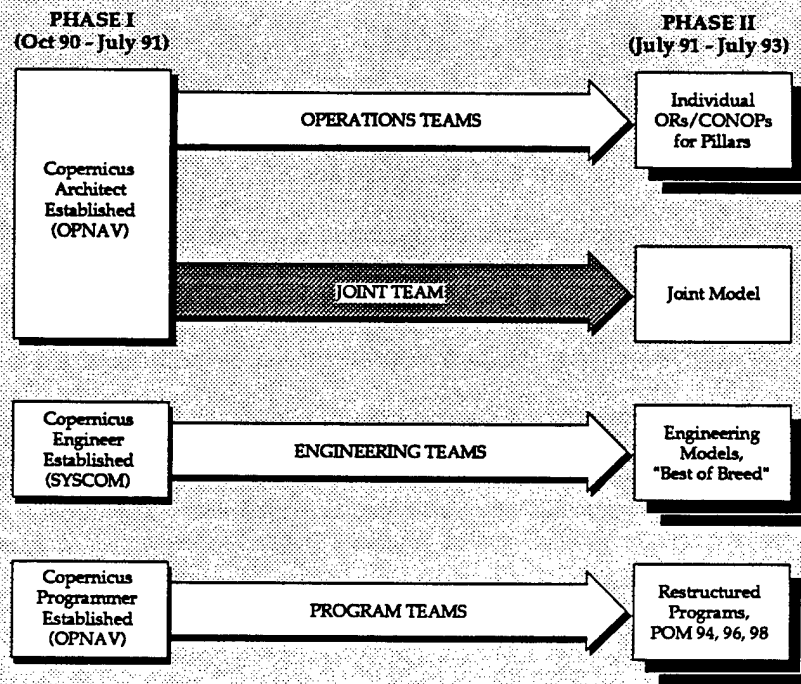 PHASE I
(Oct 90 - July 91)
PHASE II
(July 91 - July 93)
Copernicus
Architect
Established
(OPNAV)
OPERATIONS TEAMS
Individual
ORs/CONOPs
for Pillars
JOINT TEAM
Joint Model
Copernicus
Engineer
Established
(SYSCOM)
ENGINEERING TEAMS
Engineering
Models,
"Best of Breed"
Copernicus
Programmer
Established
(OPNAV)
PROGRAM TEAMS
Restructured
Programs,
POM 94, 96, 98